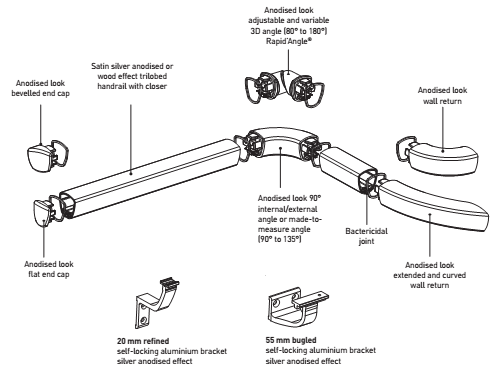 Anodised look
adjustable and variable
3D angle (80° to 180°)
Rapid'Angle®
Satin silver anodised or
wood effect trilobed
handrail with closer
Anodised look
bevelled end cap
Anodised look
wall return
Anodised look 90°
internal/external
angle or made-to-
measure angle
(90° to 135°)
Bactericidal
joint
Anodised look
flat end cap
Anodised look
extended and curved
wall return
20 mm refined
self-locking aluminium bracket
silver anodised effect
55 mm bugled
self-locking aluminium bracket
silver anodised effect